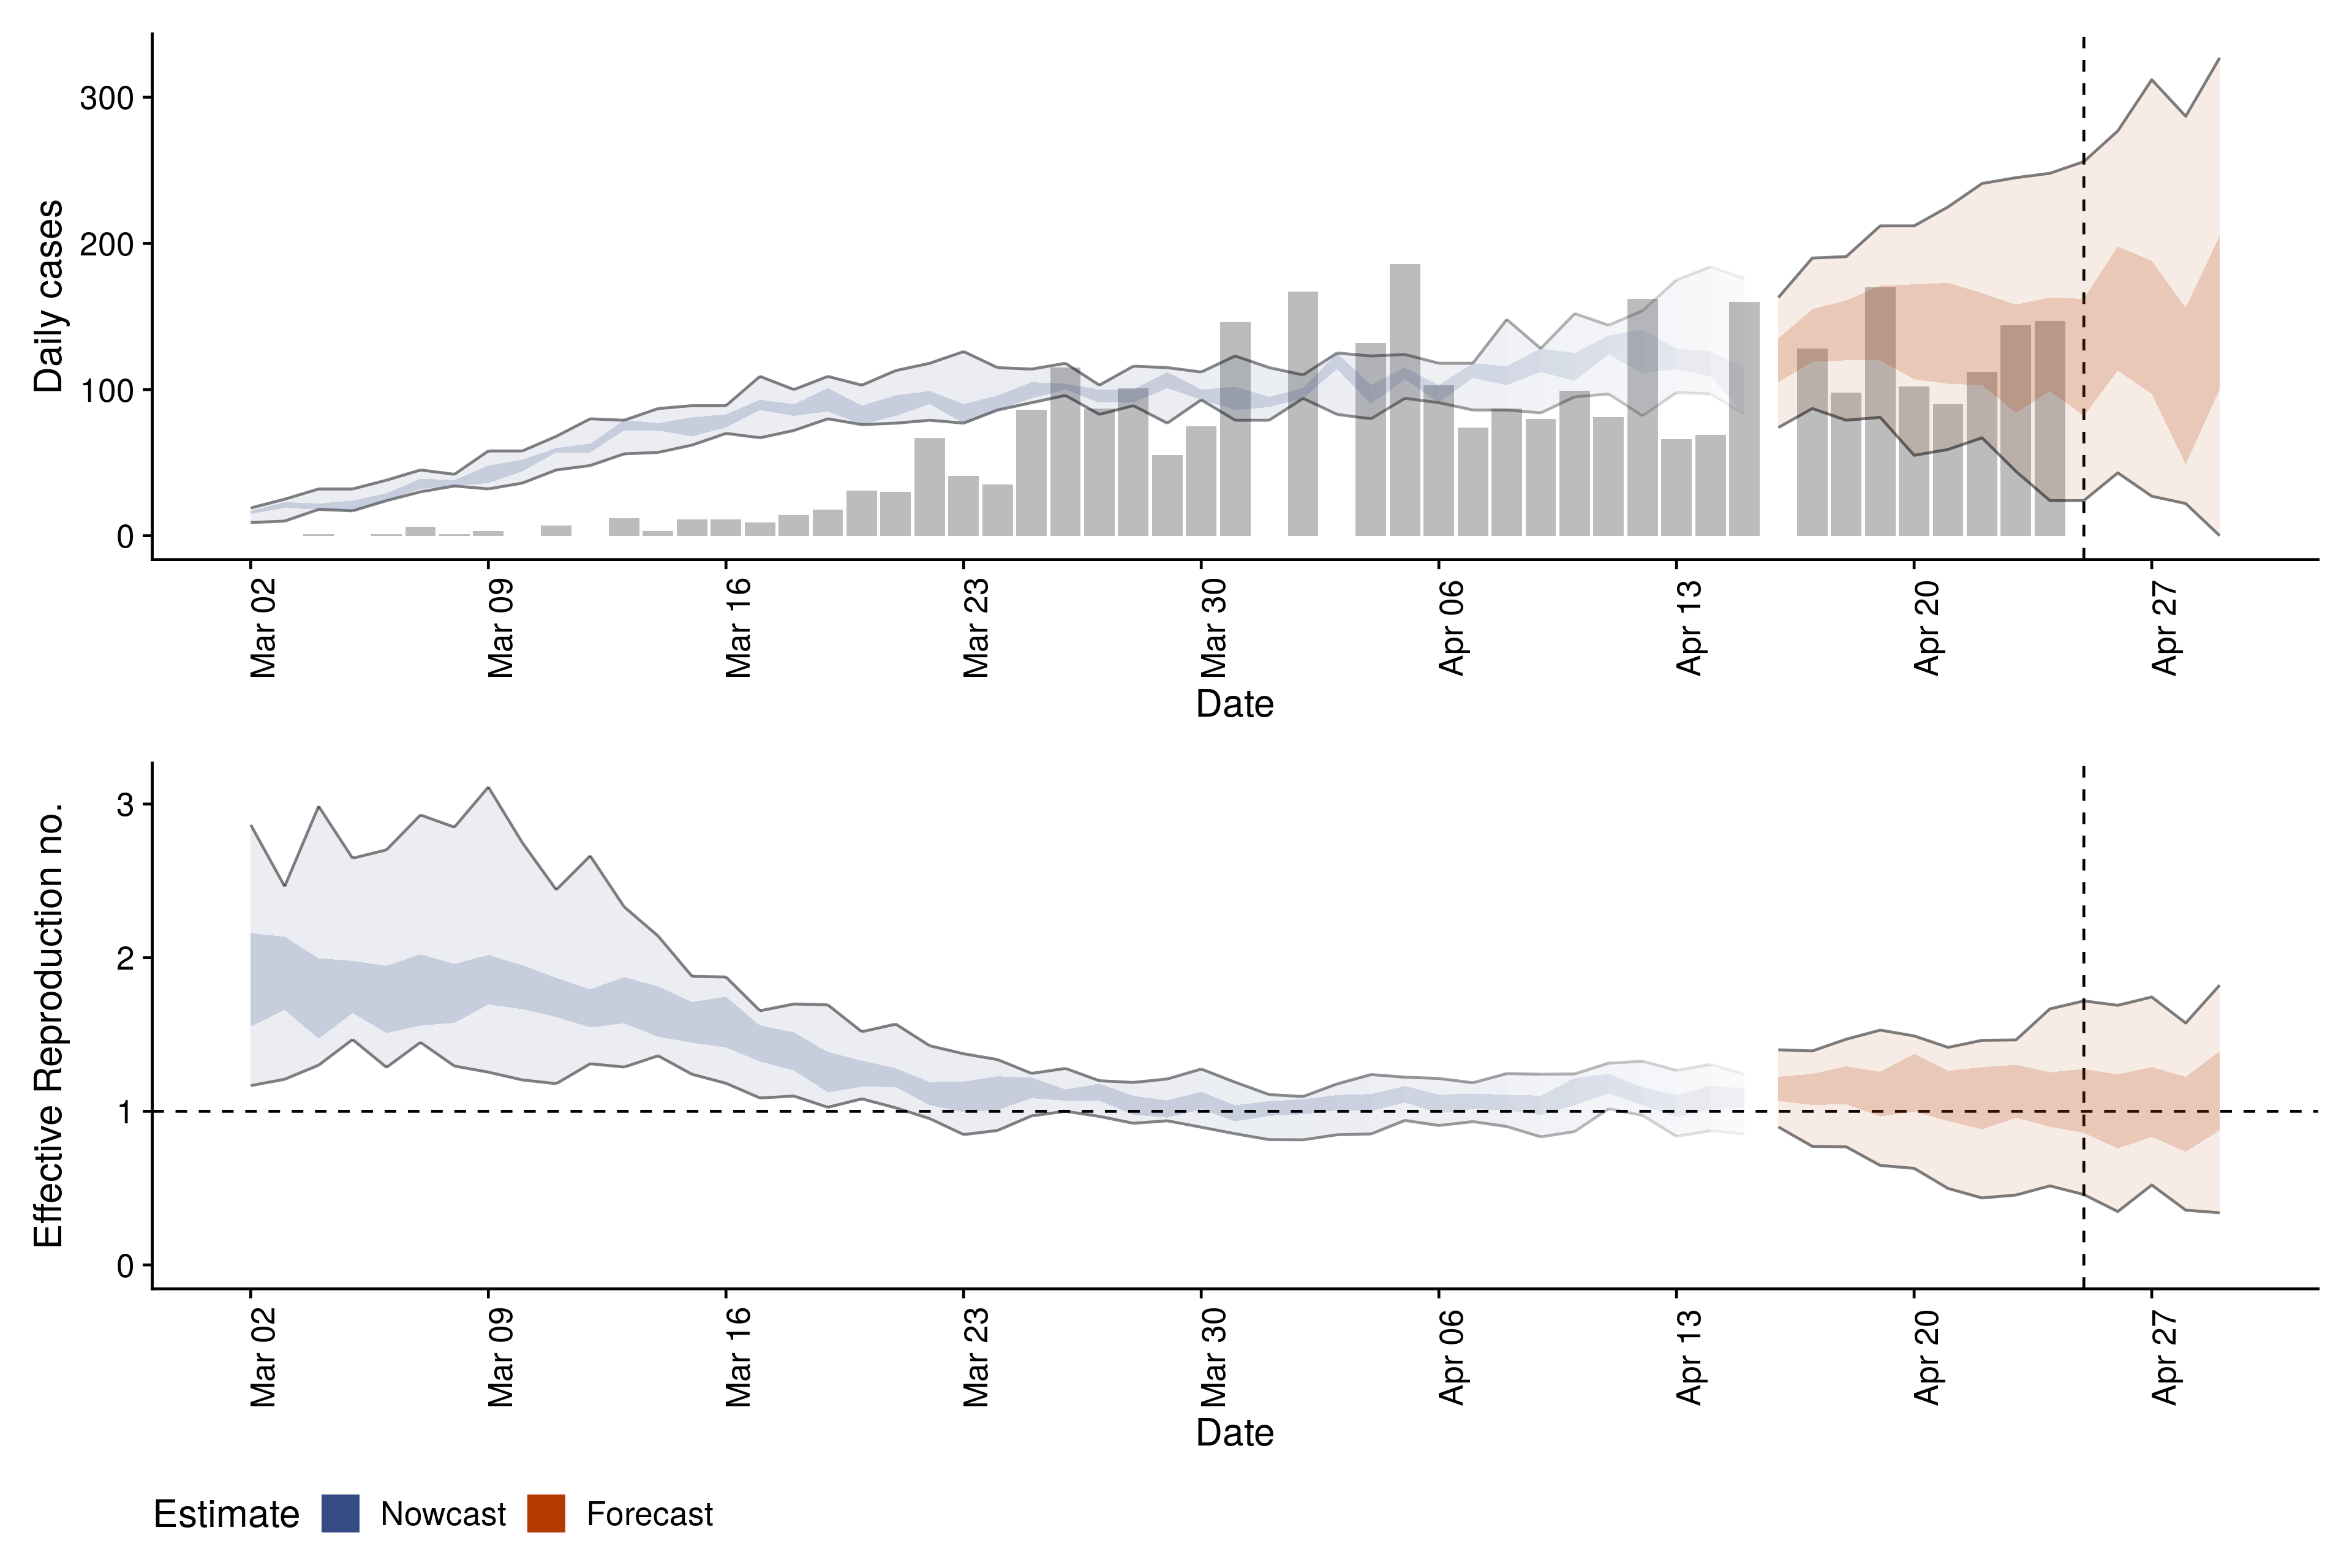 Daily cases
300
200
100
0
Mar 02
Mar 09
Mar 16
Mar 23
Mar 30
Apr 06
Apr 13
Apr 20
Apr 27
Date
Effective Reproduction no.
3
2
1
0
Mar 02
Mar 09
Mar 16
Mar 23
Mar 30
Apr 06
Apr 13
Apr 20
Apr 27
Date
Estimate Nowcast Forecast